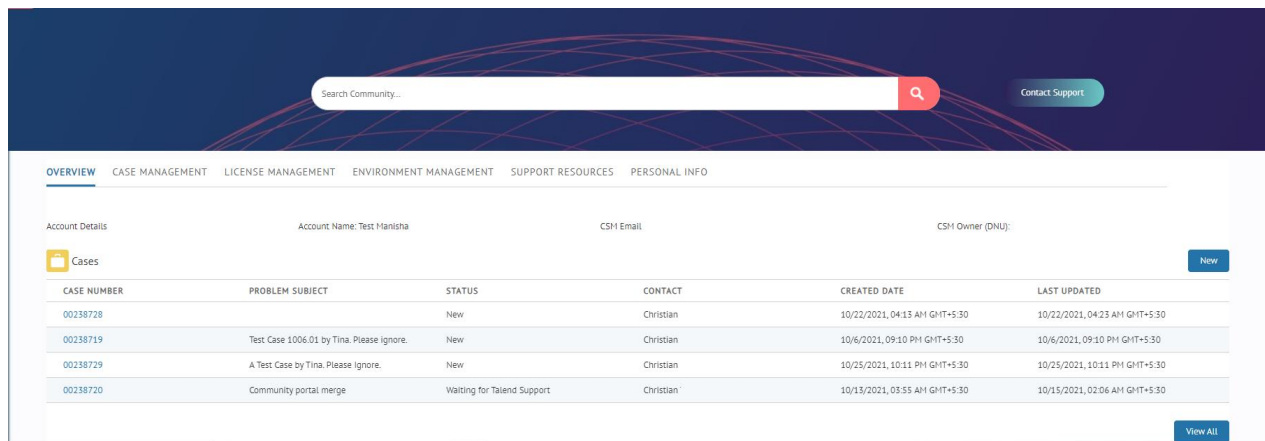 Search Community...
Contact Support
OVERVIEW CASE MANAGEMENT LICENSE MANAGEMENT ENVIRONMENT MANAGEMENT SUPPORT RESOURCES PERSONAL INFO
Account Details Account Name: Test Manisha CSM Email CSM Owner (DNU):
Cases New
CASE NUMBER PROBLEM SUBJECT STATUS CONTACT CREATED DATE LAST UPDATED
00238728 New Christian 10/22/2021, 04:13 AM GMT+5:30 10/22/2021, 04:23 AM GMT+5:30
00238719 Test Case 1006.01 by Tina. Please ignore. New Christian 10/6/2021, 09:10 PM GMT+5:30 10/6/2021, 09:10 PM GMT+5:30
00238729 A Test Case by Tina. Please Ignore. New Christian 10/25/2021, 10:11 PM GMT+5:30 10/25/2021, 10:11 PM GMT+5:30
00238720 Community portal merge Waiting for Talend Support Christian 10/13/2021, 03:55 AM GMT+5:30 10/15/2021, 02:06 AM GMT+5:30
View All